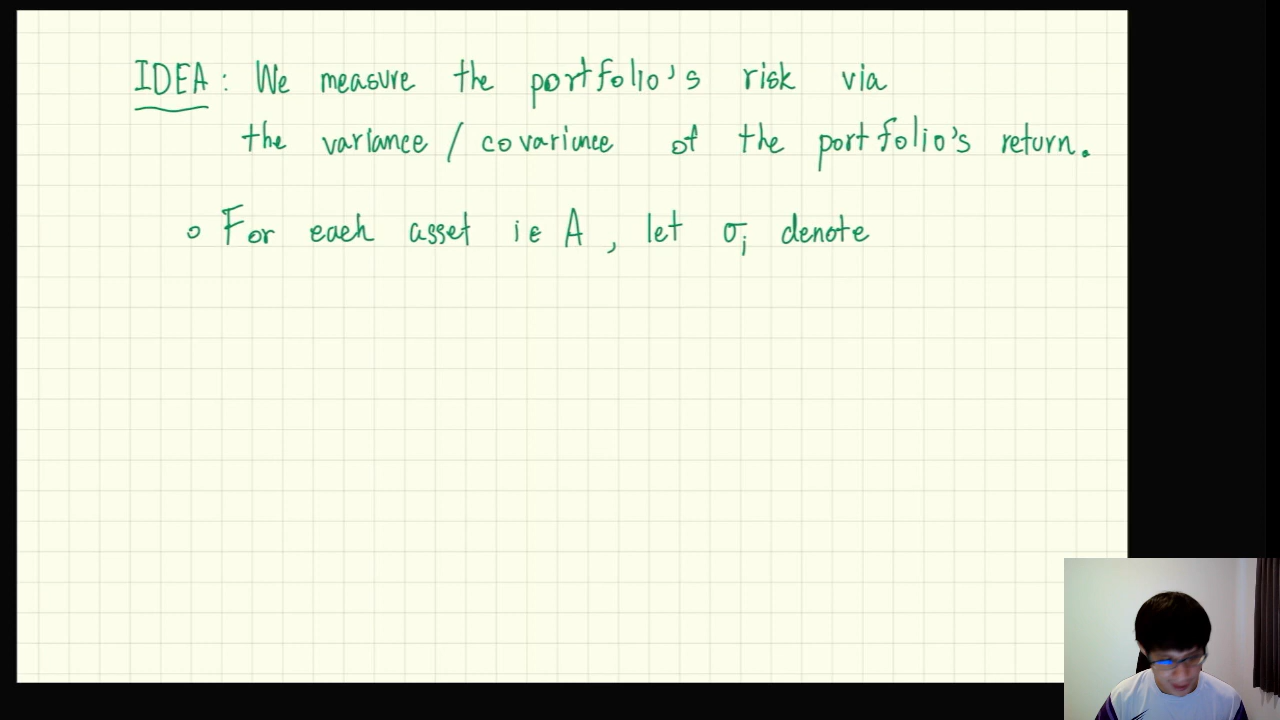 IDEA: We measure the portfolio's risk via
the variance / covariance of the portfolio's return.
o For each asset i ∈ A, let σi denote